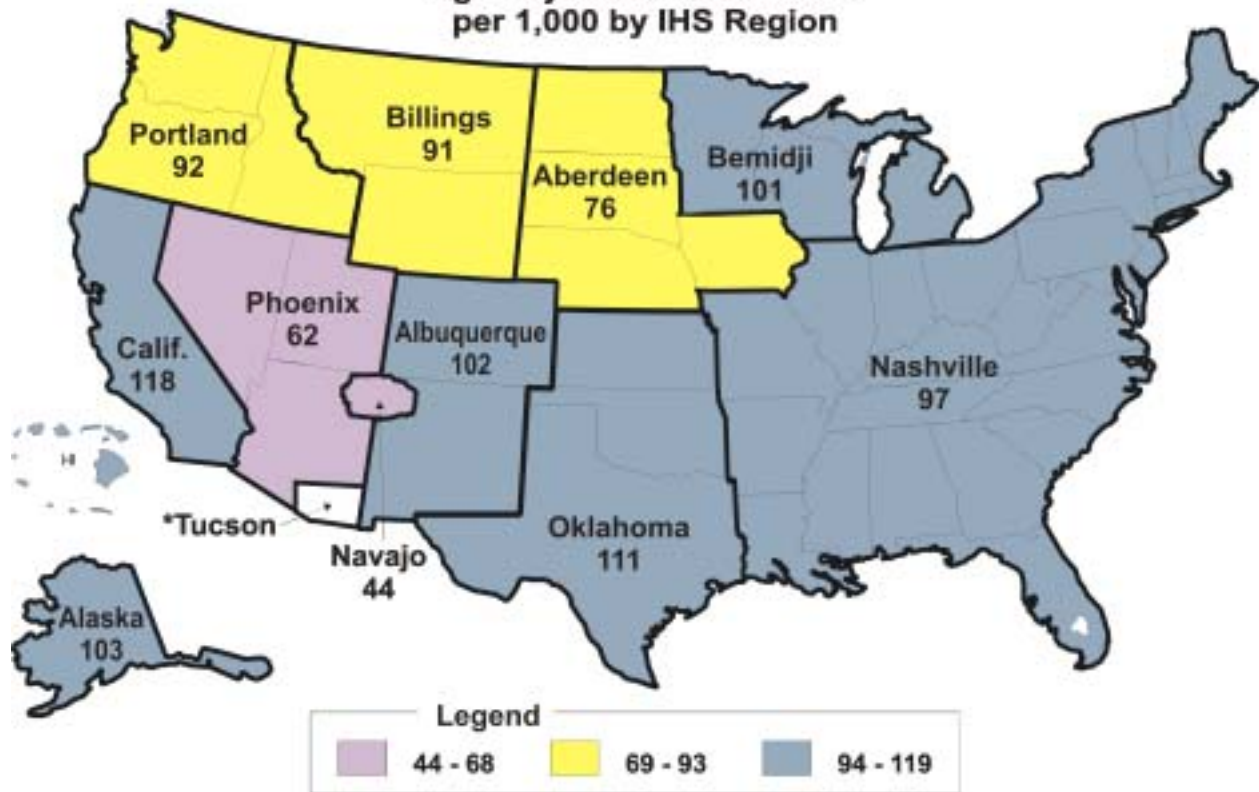 per 1,000 by IHS Region
Portland
92
Billings
91
Aberdeen
76
Bemidji
101
Phoenix
62
Albuquerque
102
Calif.
118
Nashville
97
HI
*Tucson
Navajo
44
Oklahoma
111
Alaska
103
Legend
44 - 68
69 - 93
94 - 119